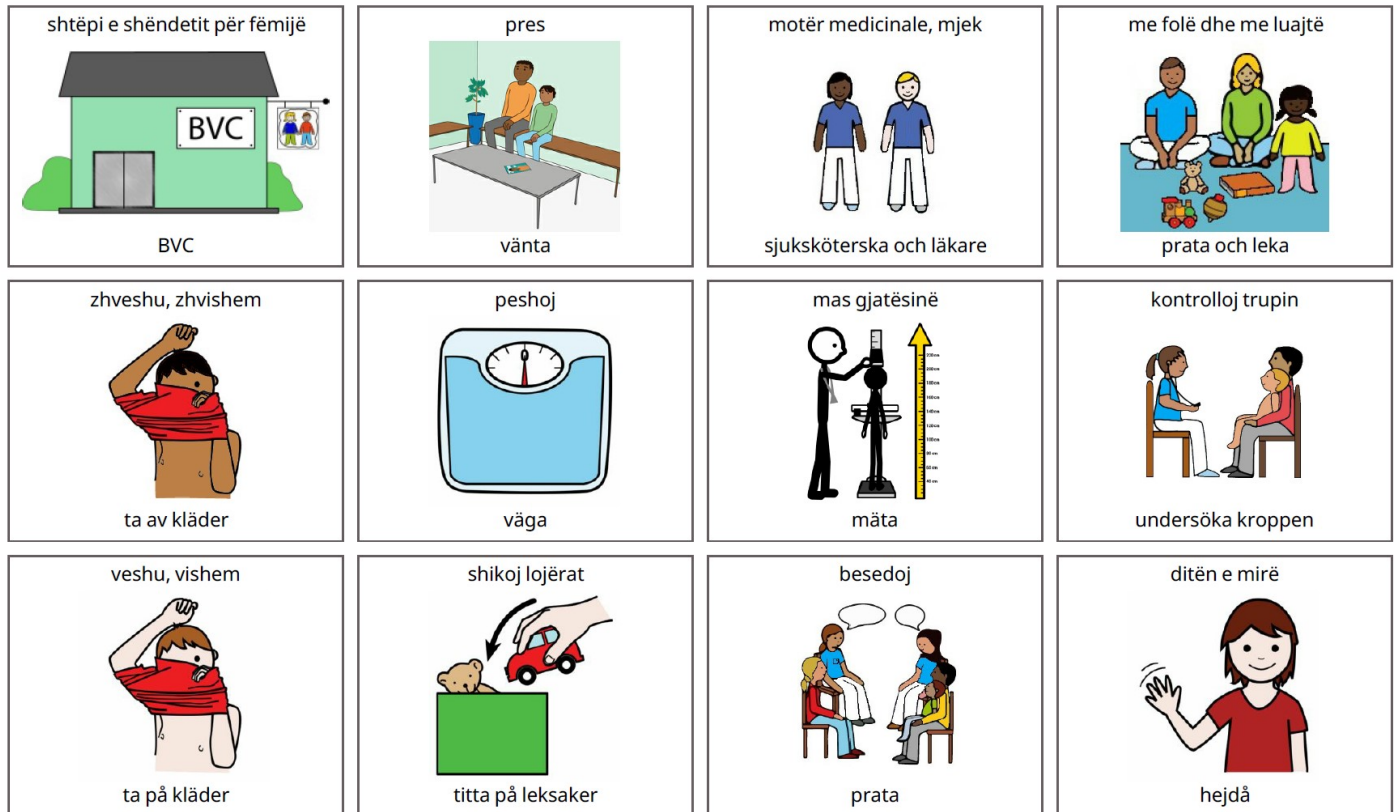 shtëpi e shëndetit për fëmijë
BVC
BVC
pres
vänta
motër medicinale, mjek
sjuksköterska och läkare
me folë dhe me luajtë
prata och leka
zhveshu, zhvishem
ta av kläder
peshoj
väga
mas gjatësinë
mäta
kontrolloj trupin
undersöka kroppen
veshu, vishem
ta på kläder
shikoj lojërat
titta på leksaker
besedoj
prata
ditën e mirë
hejdå